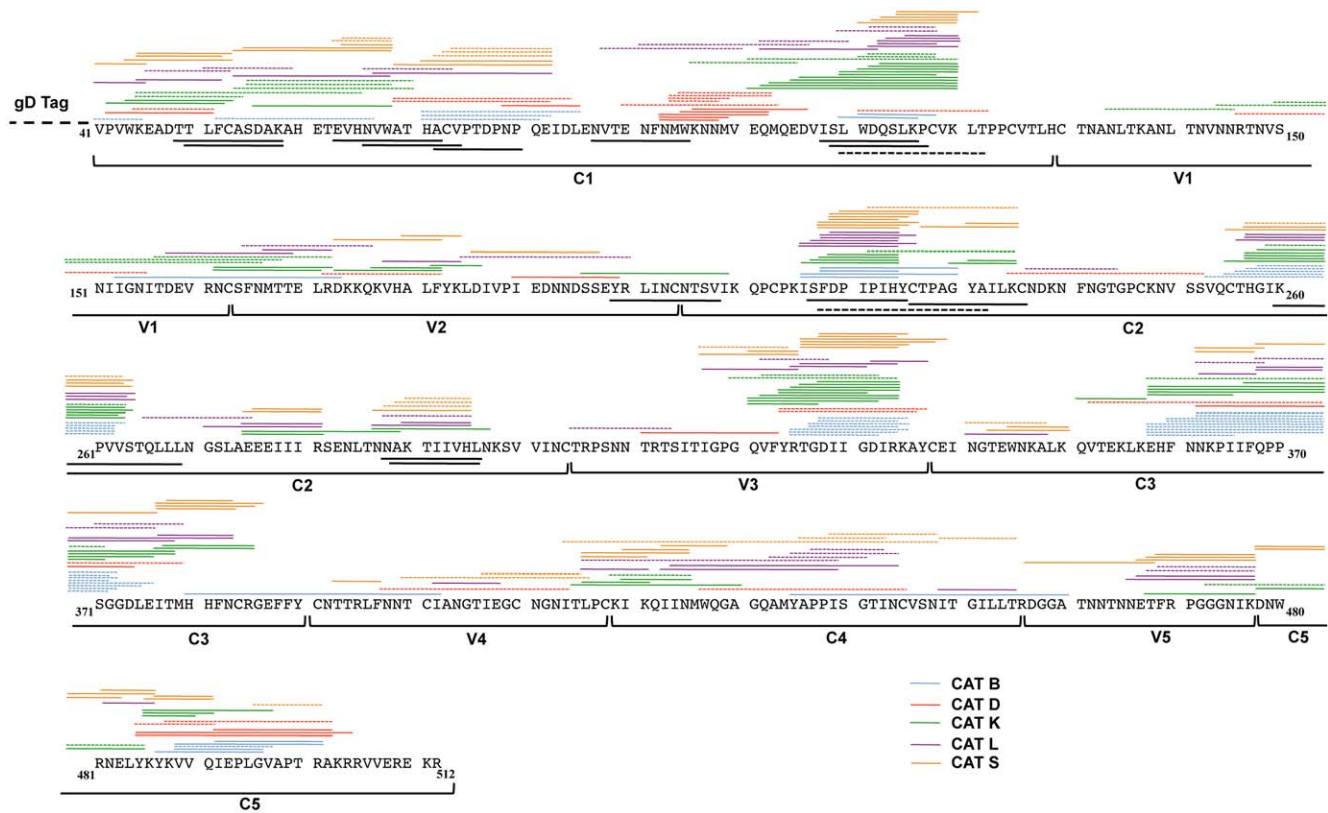 gD Tag
41 VPVWKEADTT LFCASDAKAH ETEVHNVWAT HACVPTDPNP QEIDLENVTE NFNMWKNNMV EQMQEDVISL WDQSLKPCVK LTPPCVTLHC TNANLTKANL TNVNNRTNVS 150
C1 V1
151 NIIGNITDEV RNCSFNMTTE LRDKKQKVHA LFYKLDIVPI EDNNDSSEYR LINCNTSVIK QPCPKISFDP IPIHYCTPAG YAILKCNDKN FNGTGPCKNV SSVQCTHGIK 260
V1 V2 C2
261 PVVSTQLLLN GSLAEEEIII RSENLTNNAK TIIVHLNKSV VINCTRPSNN TRTSITIGPG QVFYRTGDII GDIRKAYCEI NGTEWNKALK QVTEKLKEHF NNKPIIFQPP 370
C2 V3 C3
371 SGGDLEITMH HFNCRGEFFY CNTTRLFNNT CIANGTIEGC NGNITLPCKI KQIINMWQGA GQAMYAPPIS GTINCVSNIT GILLTRDGGA TNNTNNETFR PGGGNIKDNW 480
C3 V4 C4 V5 C5
CAT B
CAT D
CAT K
CAT L
CAT S
481 RNELYKYKVV QIEPLGVAPT RAKRRVVERE KR 512
C5